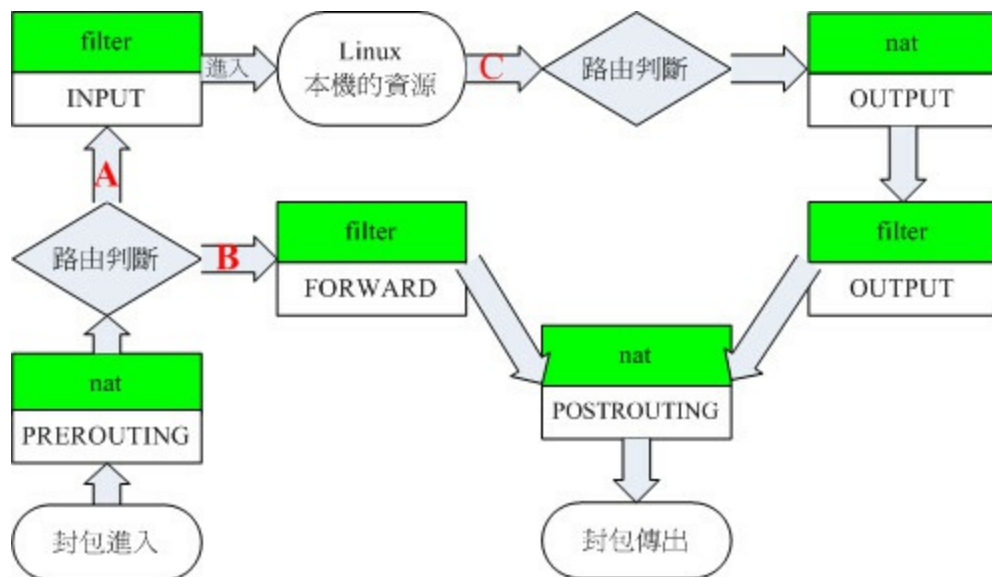 filter
INPUT
進入
Linux
本機的資源
C
路由判斷
nat
OUTPUT
A
路由判斷
B
filter
FORWARD
filter
OUTPUT
nat
PREROUTING
nat
POSTROUTING
封包進入
封包傳出